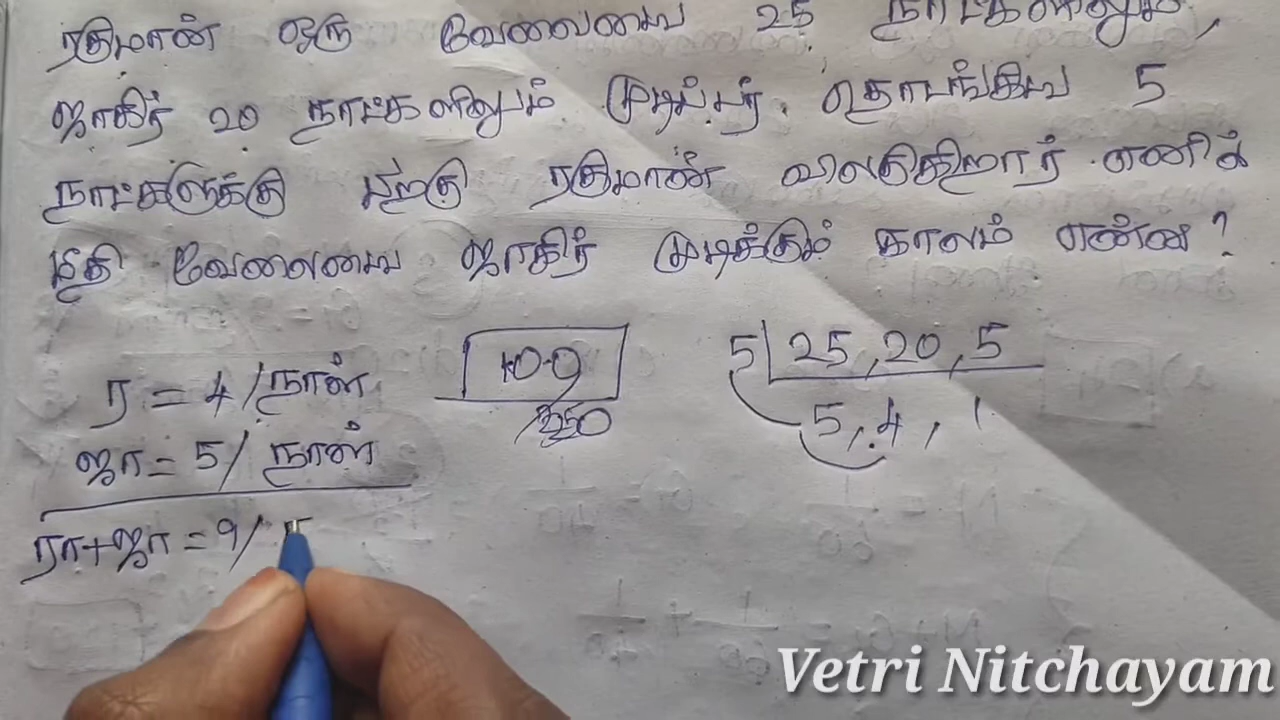 ரகுமான் ஒரு வேலையை 25 நாட்களிலும்,
ஜாகிர் 20 நாட்களிலும் முடிப்பர். தொடங்கிய 5
நாட்களுக்கு பிறகு ரகுமான் விலகுகிறார் எனில்
மீதி வேலையை ஜாகிர் முடிக்கும் காலம் என்ன?
ர = 4/நாள்
ஜா = 5/நாள்
ரா+ஜா = 9/
100
5 25, 20, 5
5, 4, 1
Vetri Nitchayam